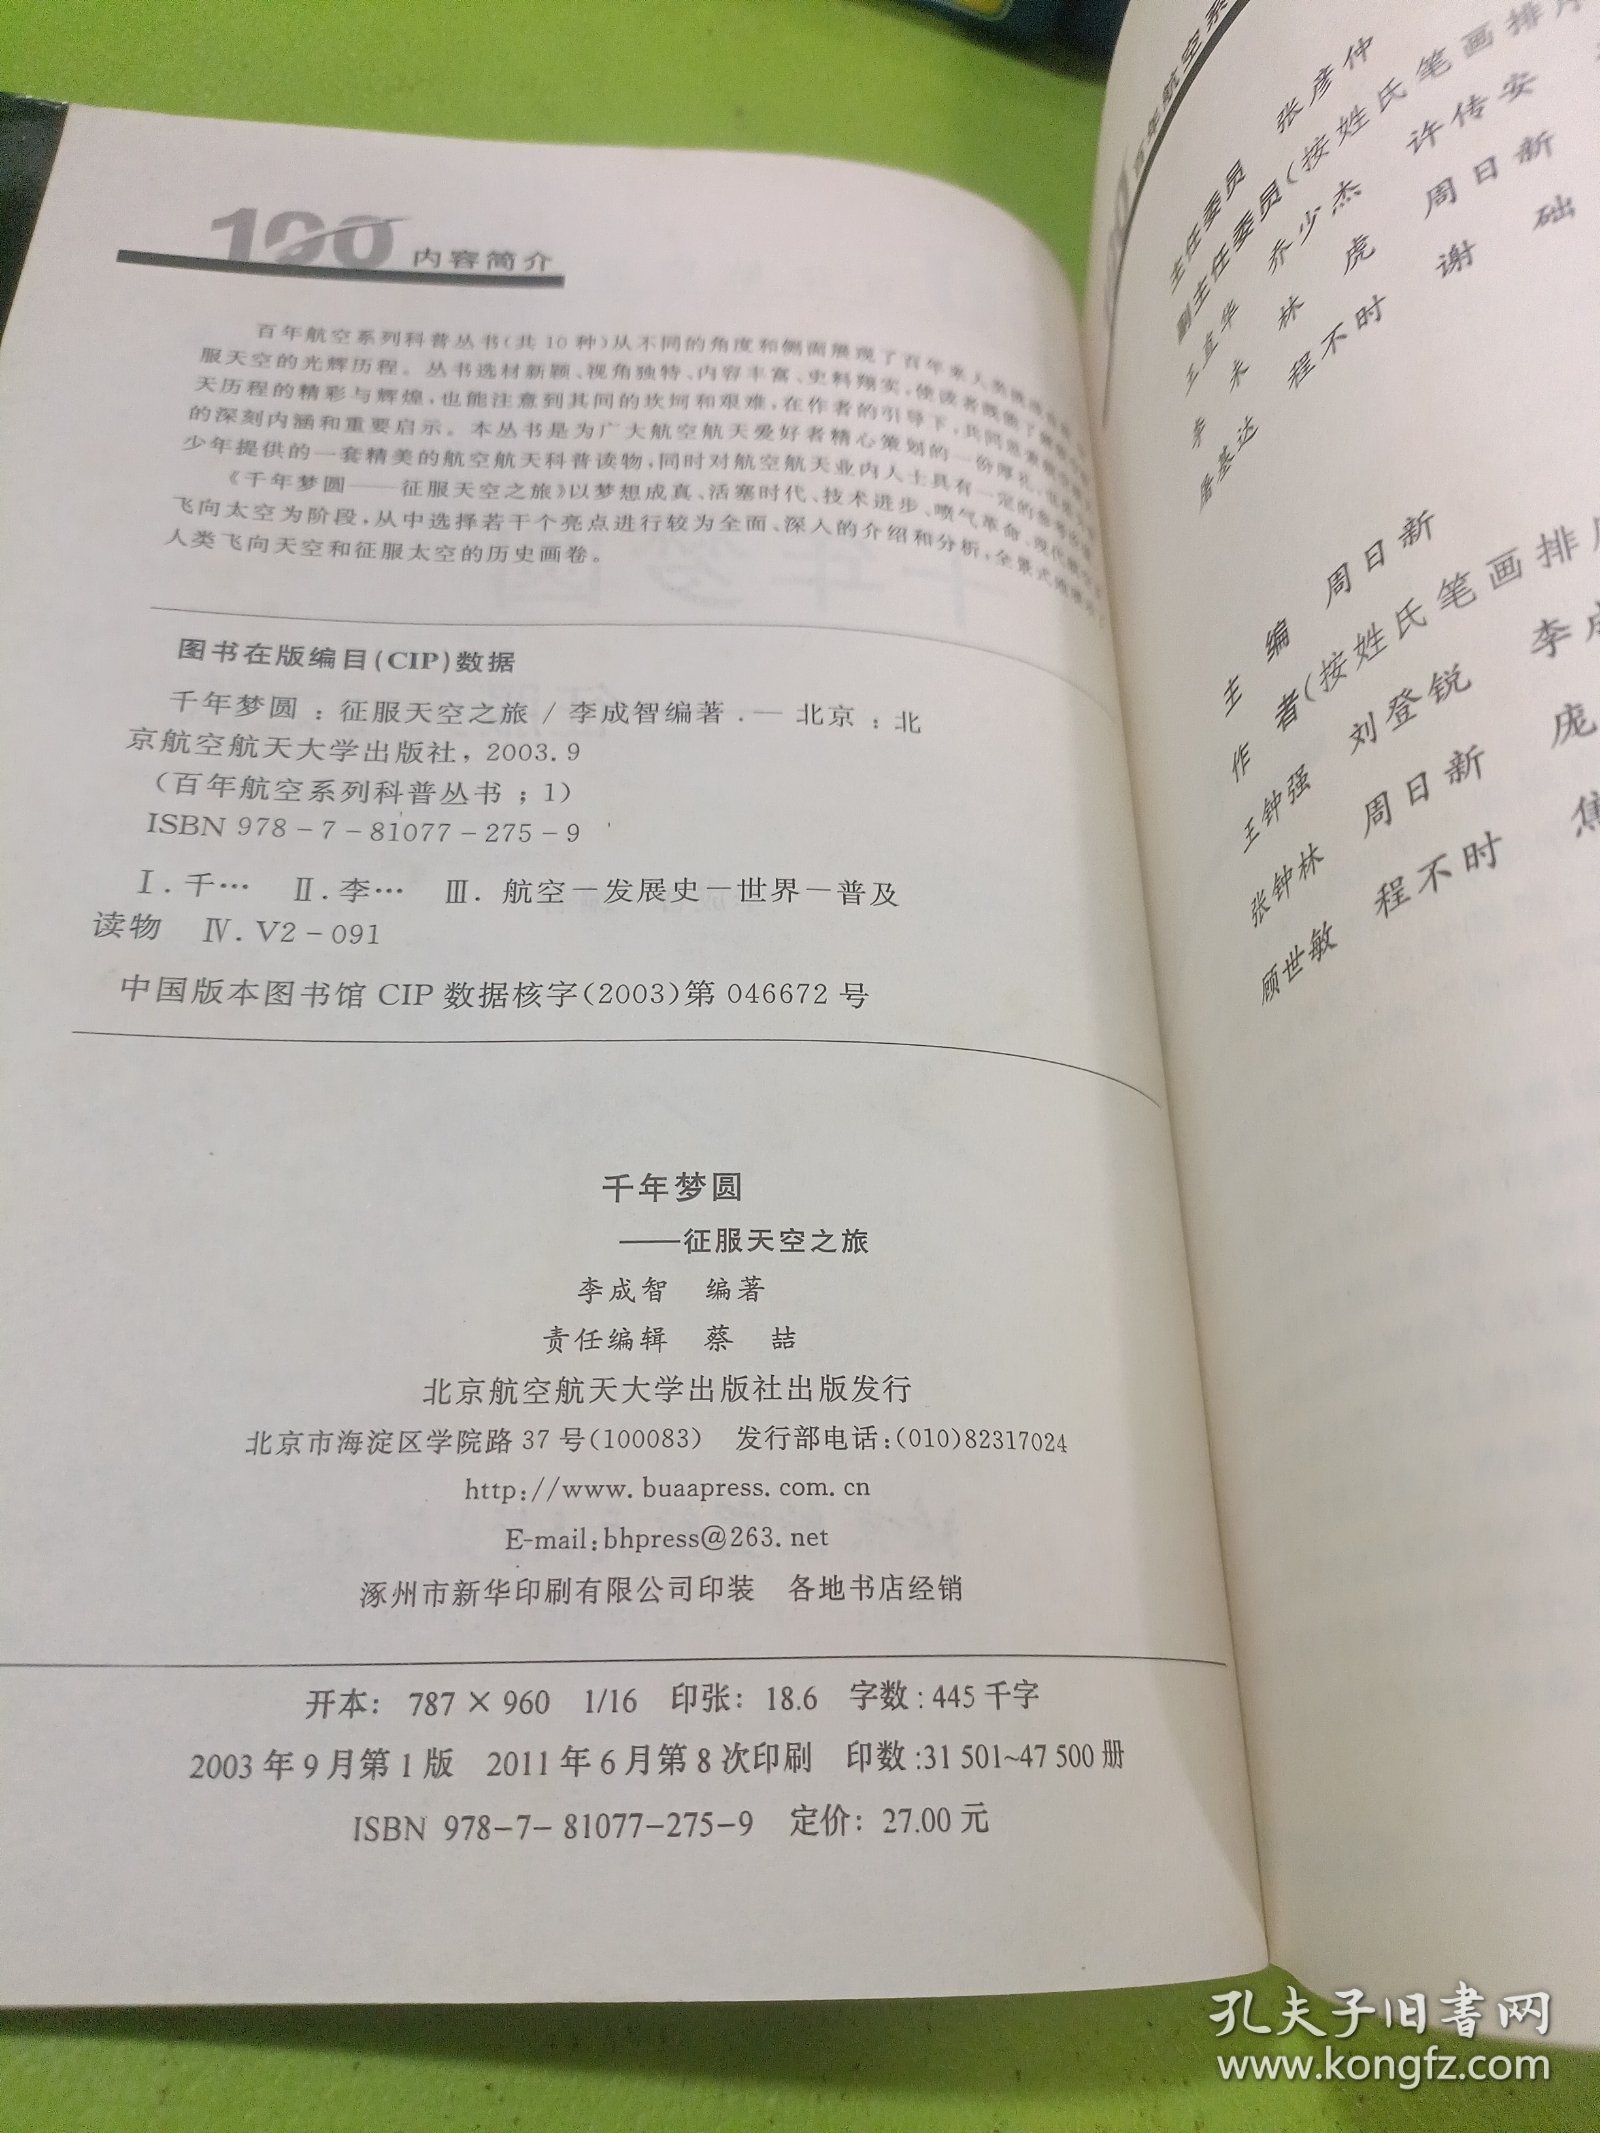 100 内容简介
百年航空系列科普丛书(共10种)从不同的角度和侧面展现了百年来人类
服天空的光辉历程。丛书选材新颖、视角独特、内容丰富、史料翔实,使读者既能了解
天历程的精彩与辉煌,也能注意到其间的坎坷和艰难,在作者的引导下,共同思索
的深刻内涵和重要启示。本丛书是为广大航空航天爱好者精心策划的一份厚礼,
少年提供的一套精美的航空航天科普读物,同时对航空航天业内人士具有一定的参考
《千年梦圆——征服天空之旅》以梦想成真、活塞时代、技术进步、喷气革命、现代
飞向太空为阶段,从中选择若干个亮点进行较为全面、深入的介绍和分析,全景式
人类飞向天空和征服太空的历史画卷。
图书在版编目(CIP)数据
千年梦圆:征服天空之旅/李成智编著.—北京:北
京航空航天大学出版社,2003.9
(百年航空系列科普丛书;1)
ISBN 978-7-81077-275-9
Ⅰ.千… Ⅱ.李… Ⅲ.航空-发展史-世界-普及
读物 Ⅳ.V2-091
中国版本图书馆CIP数据核字(2003)第046672号
千年梦圆
——征服天空之旅
李成智 编著
责任编辑 蔡 喆
北京航空航天大学出版社出版发行
北京市海淀区学院路37号(100083) 发行部电话:(010)82317024
http://www.buaapress.com.cn
E-mail:bhpress@263.net
涿州市新华印刷有限公司印装 各地书店经销
开本: 787×960 1/16 印张: 18.6 字数:445千字
2003年9月第1版 2011年6月第8次印刷 印数:31 501~47 500册
ISBN 978-7-81077-275-9 定价: 27.00元
百年航空系
主任委员 张彦仲
副主任委员(按姓氏笔画排序
王直华 乔少杰 许传安
李 未 林 虎 周日新
屠基达 程不时 谢 础
主 编 周日新
作 者(按姓氏笔画排
王钟强 刘登锐 李成
张钟林 周日新 庞
顾世敏 程不时 焦
孔夫子旧书网
www.kongfz.com